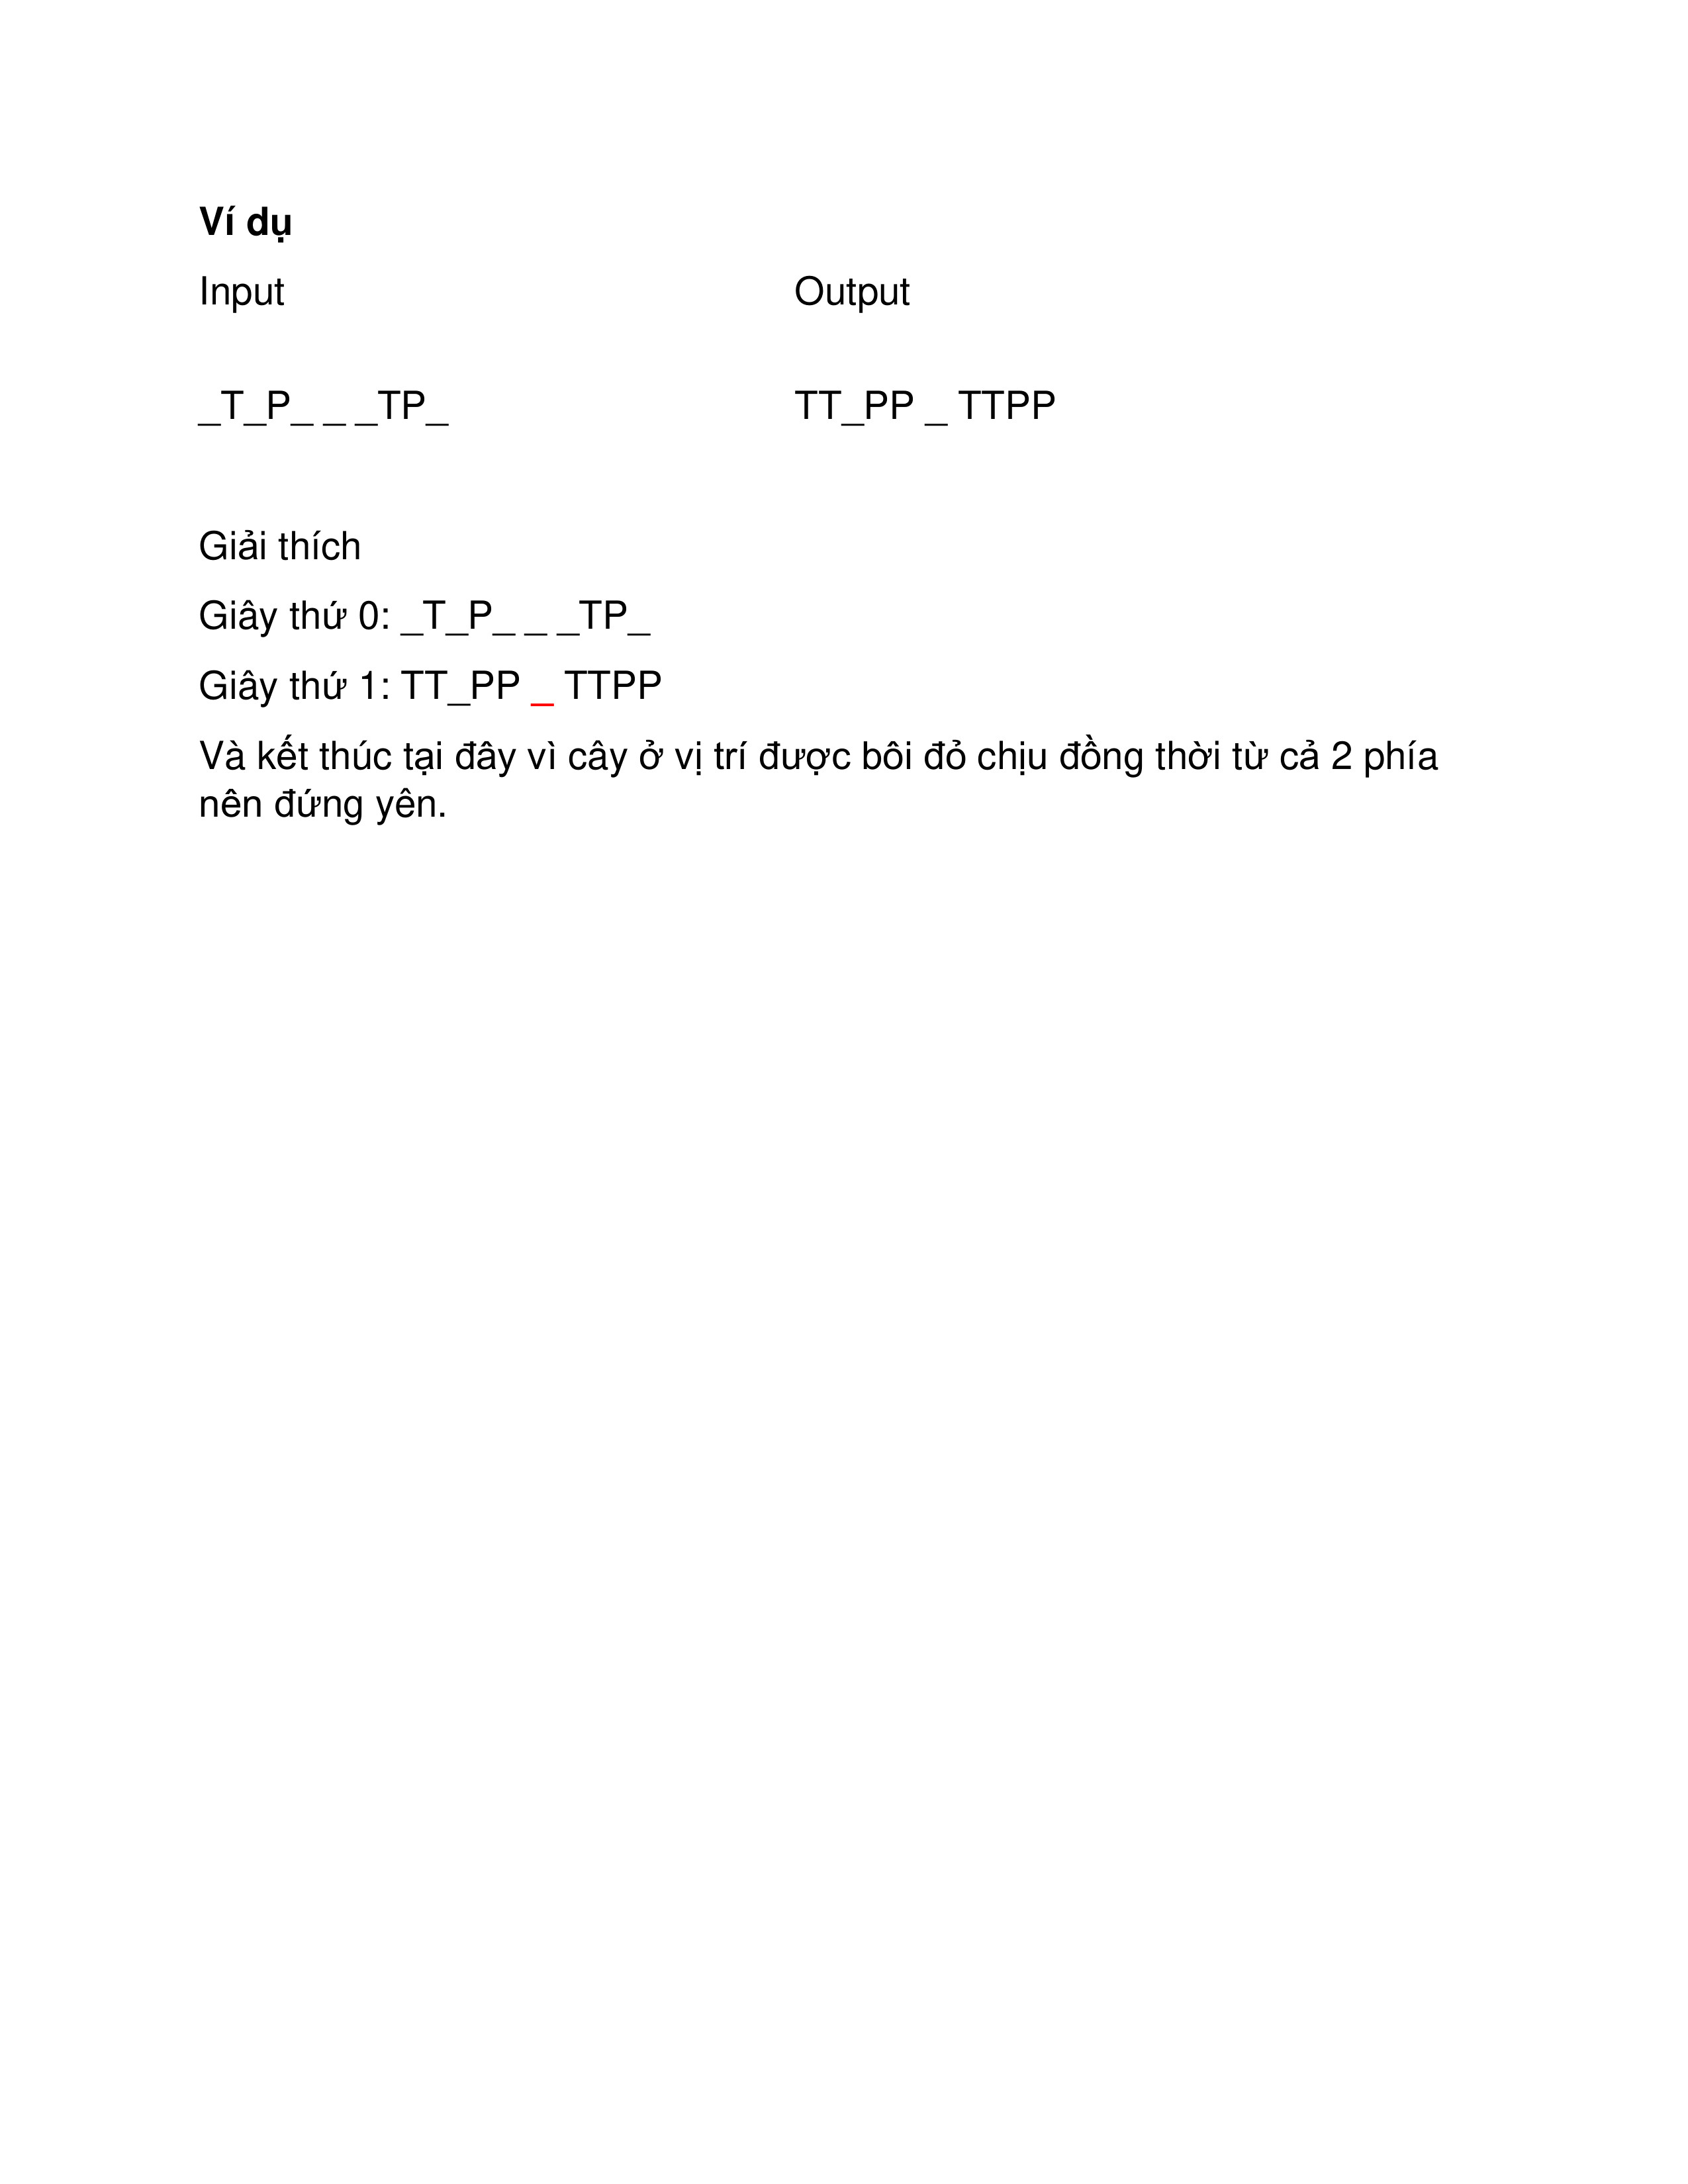 Ví dụ
Input Output
_T_P_ _ _TP_ TT_PP _ TTPP
Giải thích
Giây thứ 0: _T_P_ _ _TP_
Giây thứ 1: TT_PP _ TTPP
Và kết thúc tại đây vì cây ở vị trí được bôi đỏ chịu đồng thời từ cả 2 phía
nên đứng yên.